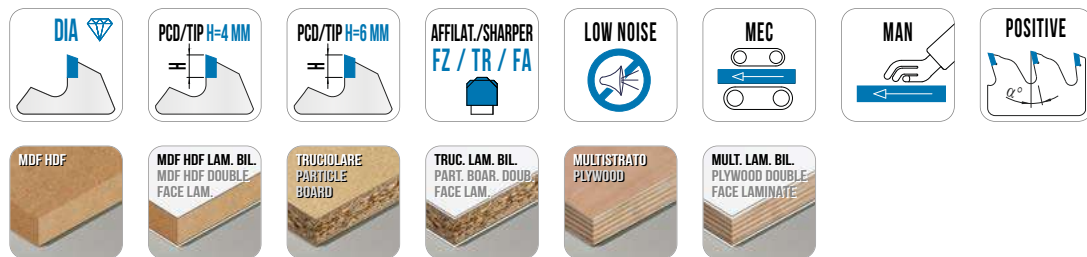 DIA
PCD/TIP H=4 MM
PCD/TIP H=6 MM
AFFILAT./SHARPER
FZ / TR / FA
LOW NOISE
MEC
MAN
POSITIVE
α°
MDF HDF
MDF HDF LAM. BIL.
MDF HDF DOUBLE
FACE LAM.
TRUCIOLARE
PARTICLE
BOARD
TRUC. LAM. BIL.
PART. BOAR. DOUB.
FACE LAM.
MULTISTRATO
PLYWOOD
MULT. LAM. BIL.
PLYWOOD DOUBLE
FACE LAMINATE